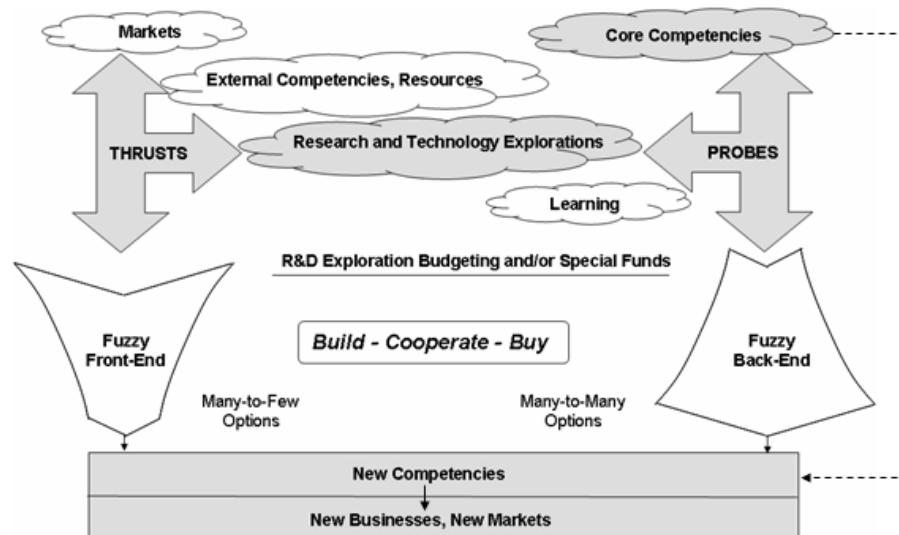 Markets
Core Competencies
External Competencies, Resources
THRUSTS
Research and Technology Explorations
PROBES
Learning
R&D Exploration Budgeting and/or Special Funds
Fuzzy
Front-End
Build - Cooperate - Buy
Fuzzy
Back-End
Many-to-Few
Options
Many-to-Many
Options
New Competencies
New Businesses, New Markets